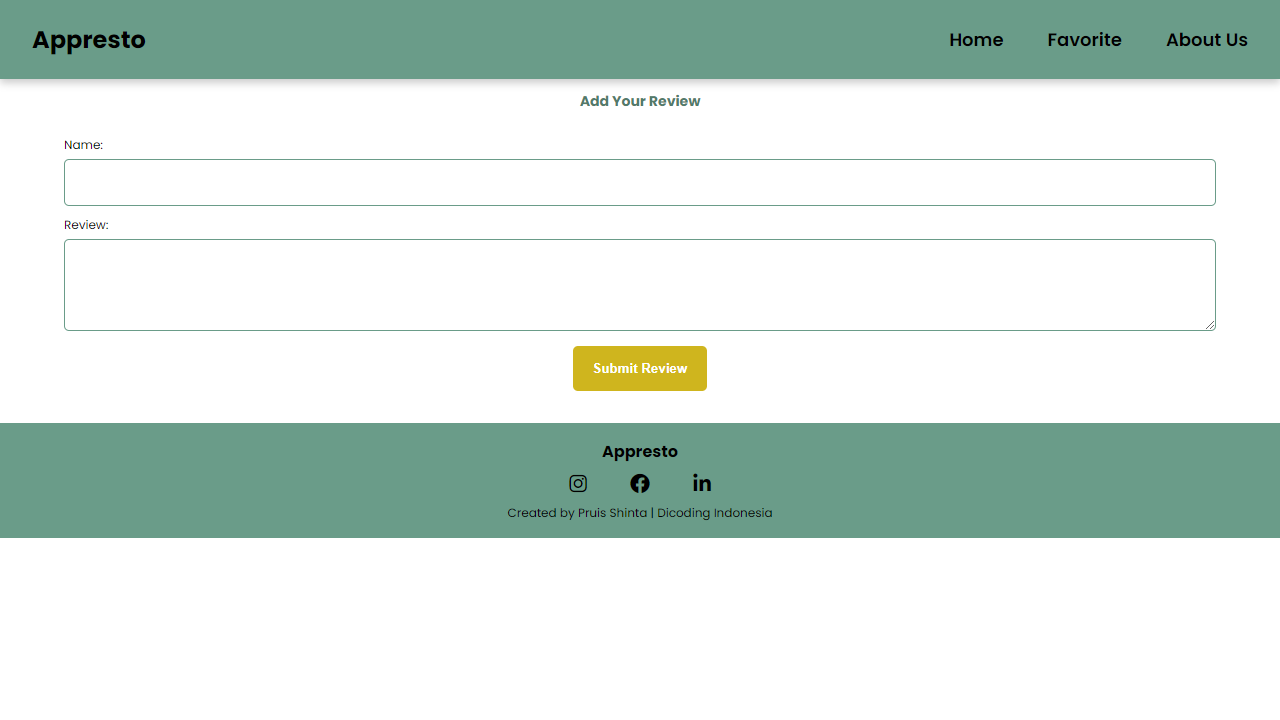 Appresto
Home Favorite About Us
Add Your Review
Name:
Review:
Submit Review
Appresto
Created by Pruis Shinta | Dicoding Indonesia